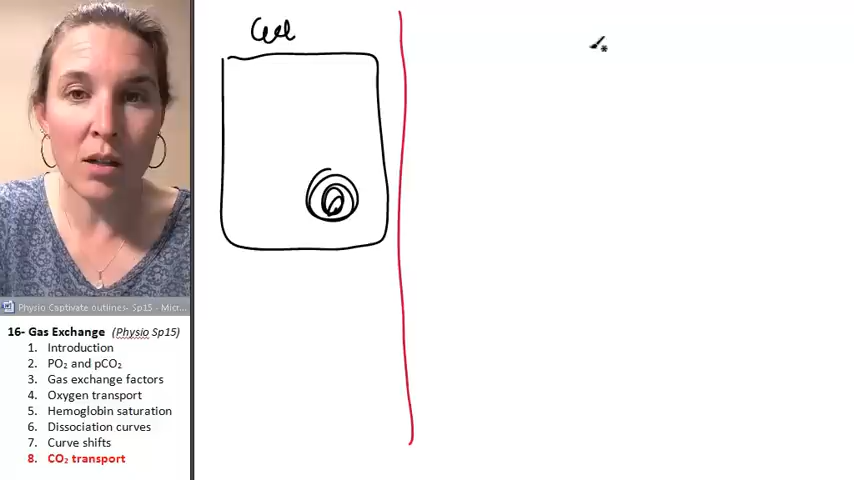 Cell
Physio Captivate outlines- Sp15 - Micr...
16- Gas Exchange (Physio Sp15)
1. Introduction
2. PO₂ and pCO₂
3. Gas exchange factors
4. Oxygen transport
5. Hemoglobin saturation
6. Dissociation curves
7. Curve shifts
8. CO₂ transport